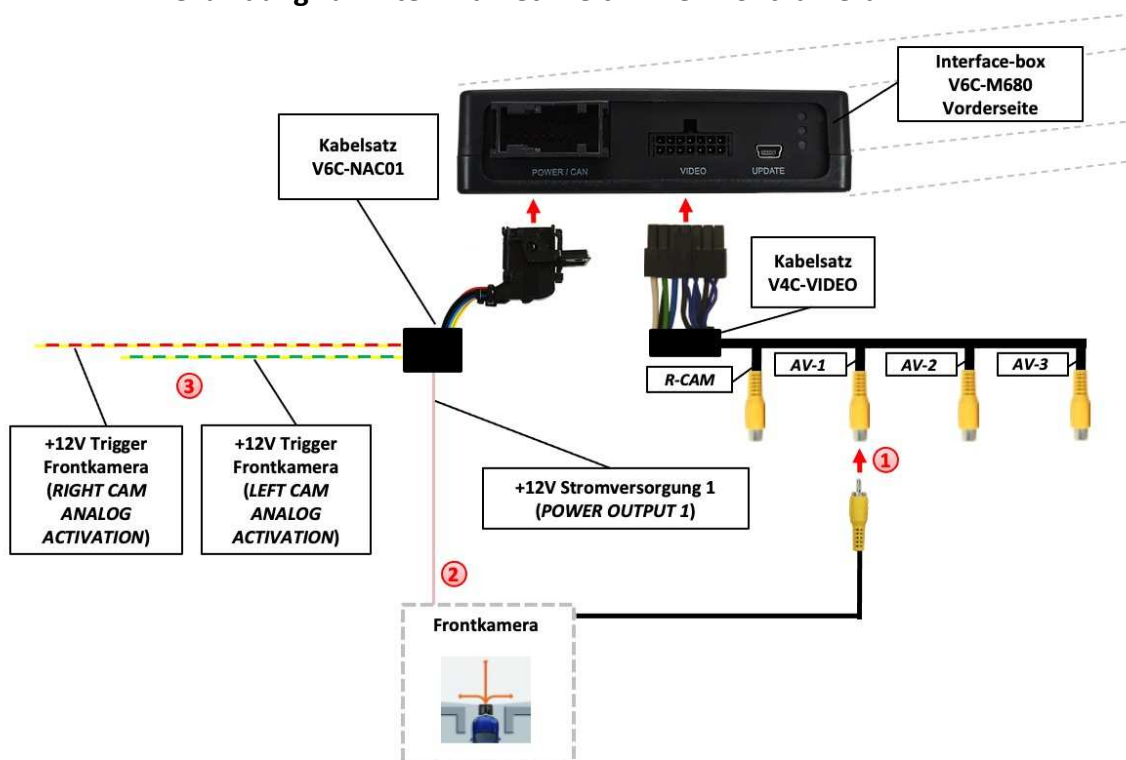 Interface-box
V6C-M680
Vorderseite
Kabelsatz
V6C-NAC01
POWER / CAN
VIDEO
UPDATE
Kabelsatz
V4C-VIDEO
R-CAM
AV-1
AV-2
AV-3
3
1
+12V Trigger
Frontkamera
(RIGHT CAM
ANALOG
ACTIVATION)
+12V Trigger
Frontkamera
(LEFT CAM
ANALOG
ACTIVATION)
+12V Stromversorgung 1
(POWER OUTPUT 1)
2
Frontkamera